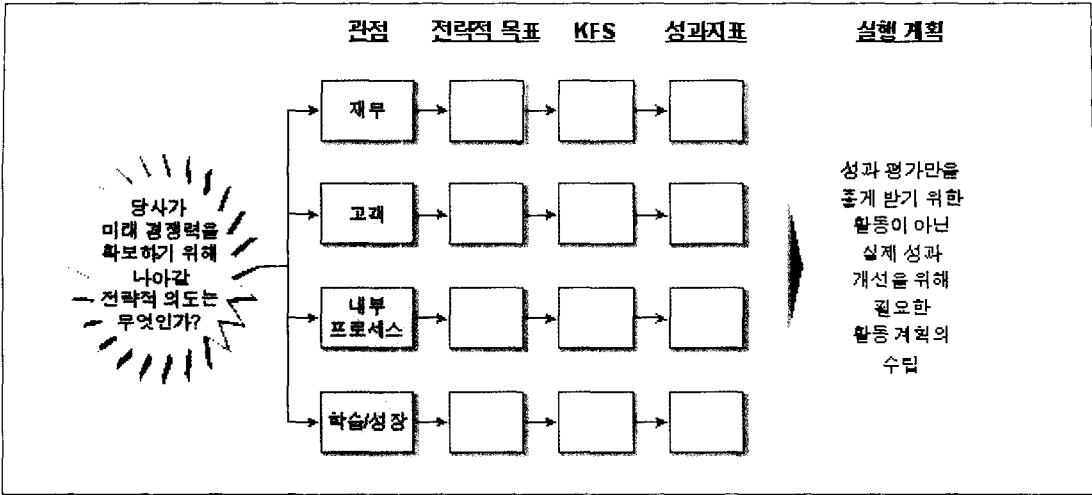 관점 전략적 목표 KFS 성과지표 실행 계획
당사가
미래 경쟁력을
확보하기 위해
나아갈
전략적 의도는
무엇인가?
재무
고객
내부
프로세스
학습/성장
성과 평가만을
좋게 받기 위한
활동이 아닌
실제 성과
개선을 위해
필요한
활동 계획의
수립